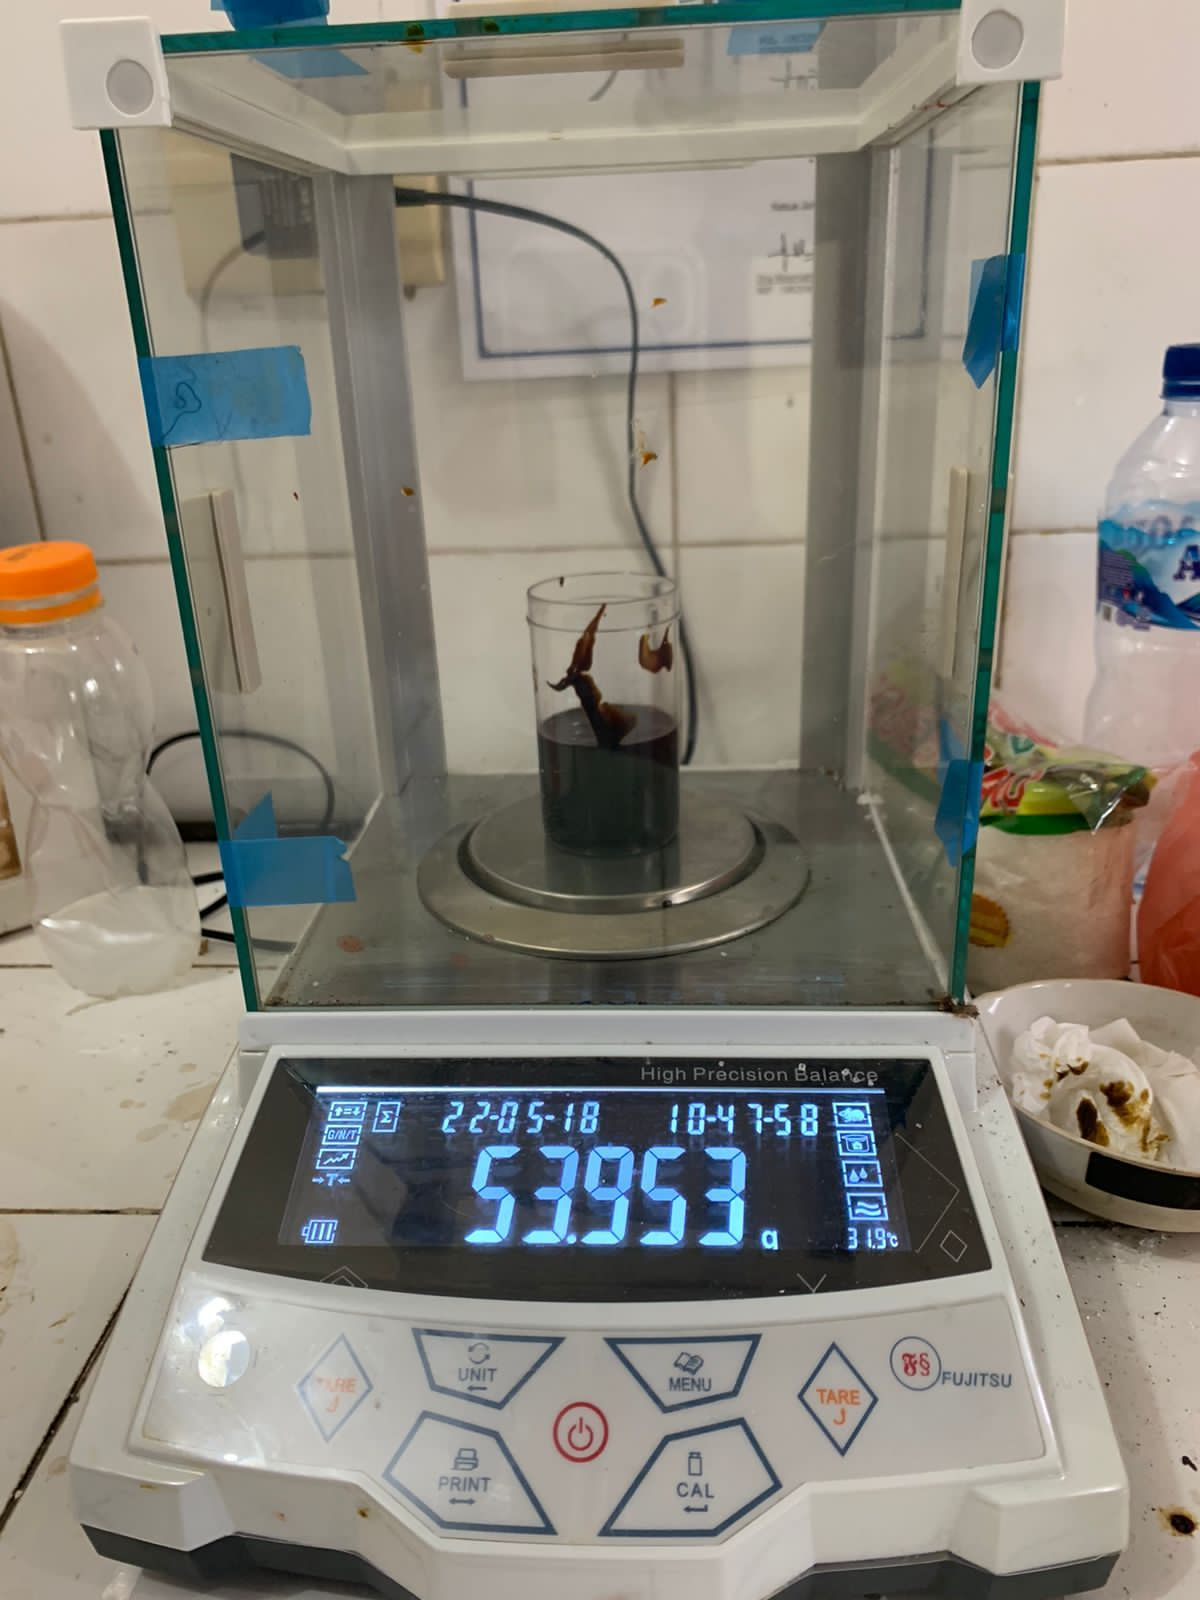 High Precision Balance
22-05-18 10-47-58
G/N/T
Σ
→T←
53.953 g
31.9°C
TARE
UNIT
MENU
TARE
FUJITSU
PRINT
CAL